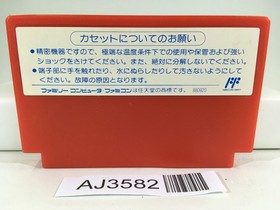 カセットについてのお願い
●精密機器ですので、極端な温度条件下での使用や保管および強い
ショックをさけてください。また、絶対に分解しないでください。
●端子部に手を触れたり、水にぬらしたりして汚さないようにして
ください。故障の原因となります。
ファミリーコンピュータ ファミコンは任天堂の商標です。
AJ3582